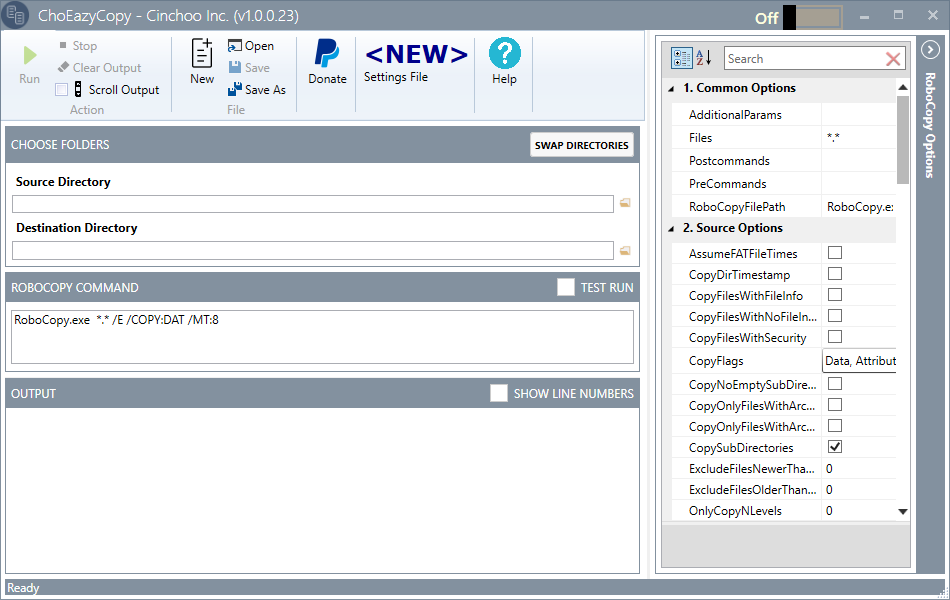 ChoEazyCopy - Cinchoo Inc. (v1.0.0.23)
Off
Run
Stop
Clear Output
Scroll Output
Action
New
Open
Save
Save As
File
Donate
<NEW>
Settings File
Help
CHOOSE FOLDERS
SWAP DIRECTORIES
Source Directory
Destination Directory
ROBOCOPY COMMAND
TEST RUN
RoboCopy.exe *.* /E /COPY:DAT /MT:8
OUTPUT
SHOW LINE NUMBERS
Ready
A
Z
Search
1. Common Options
AdditionalParams
Files *.*
Postcommands
PreCommands
RoboCopyFilePath RoboCopy.ex
2. Source Options
AssumeFATFileTimes
CopyDirTimestamp
CopyFilesWithFileInfo
CopyFilesWithNoFileIn...
CopyFilesWithSecurity
CopyFlags Data, Attribut
CopyNoEmptySubDire...
CopyOnlyFilesWithArc...
CopyOnlyFilesWithArc...
CopySubDirectories
ExcludeFilesNewerTha... 0
ExcludeFilesOlderThan... 0
OnlyCopyNLevels 0
RoboCopy Options